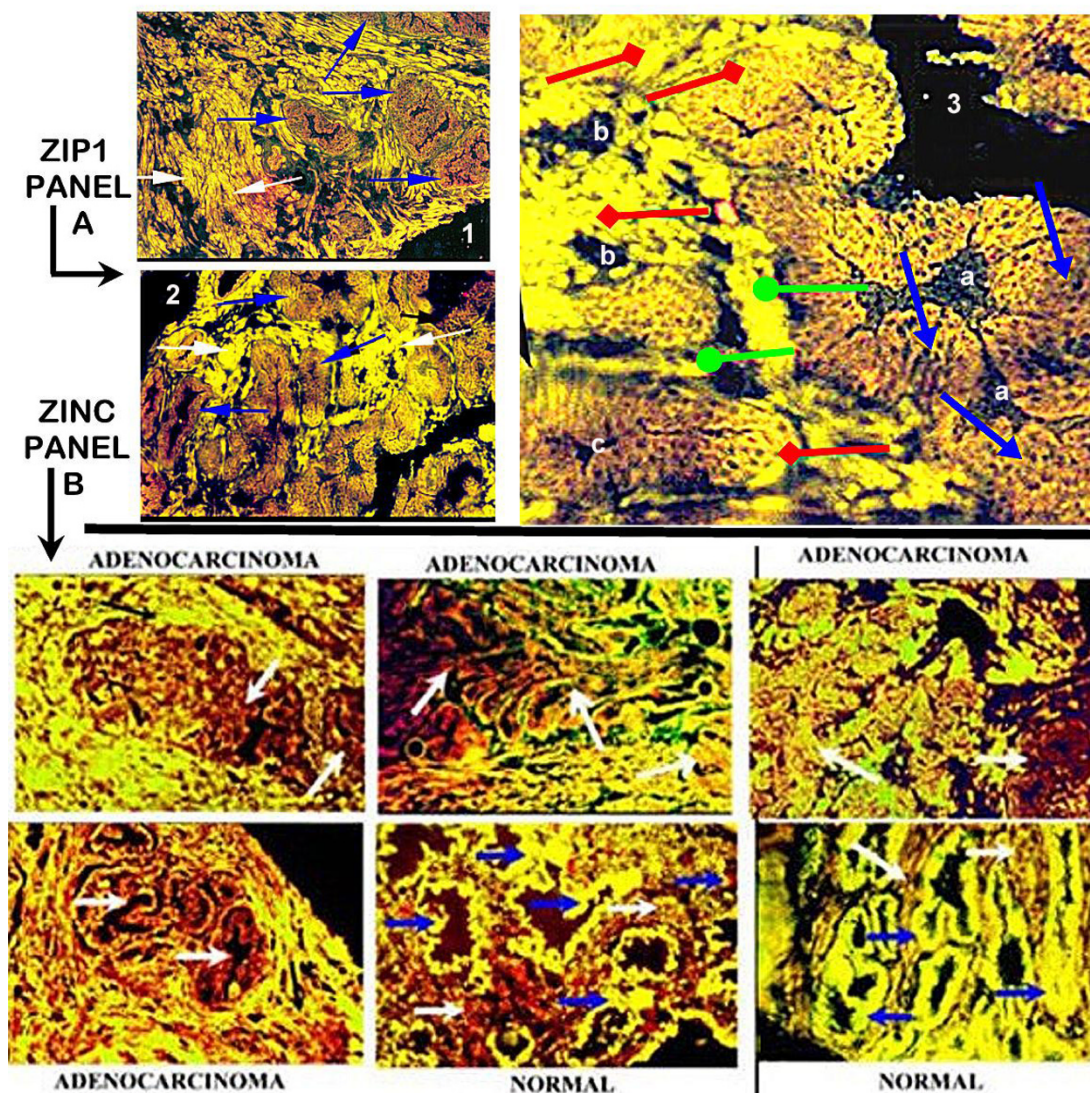 ZIP1
PANEL
A
1
2
3
b
b
a
a
c
ZINC
PANEL
B
ADENOCARCINOMA
ADENOCARCINOMA
ADENOCARCINOMA
ADENOCARCINOMA
NORMAL
NORMAL